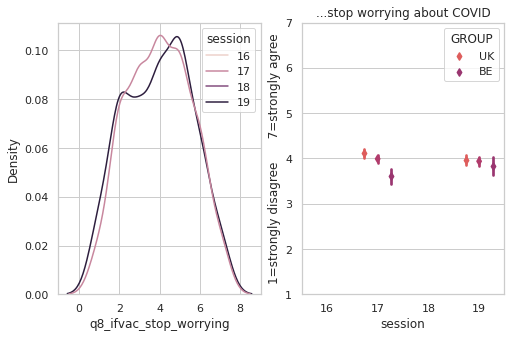 ...stop worrying about COVID
session
16
17
18
19
Density
0.10
0.08
0.06
0.04
0.02
0.00
0 2 4 6 8
q8_ifvac_stop_worrying
GROUP
UK
BE
1=strongly disagree 7=strongly agree
7
6
5
4
3
2
1
16 17 18 19
session